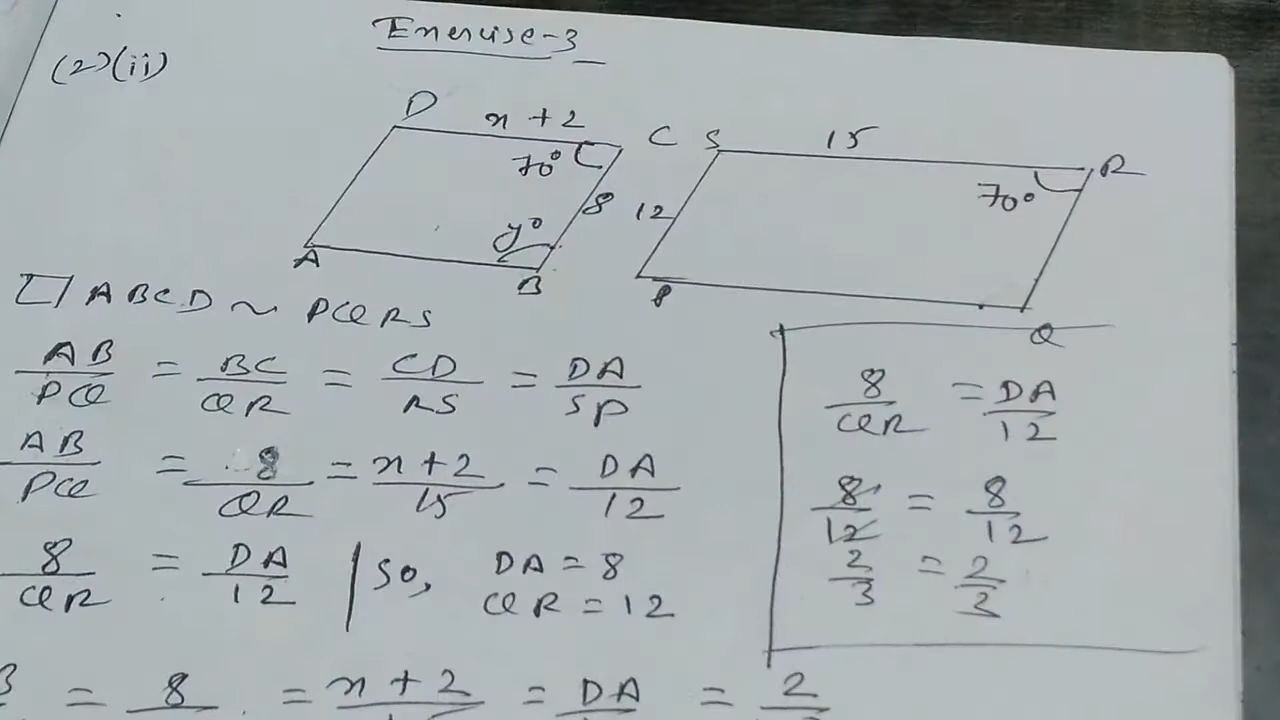 Exercise-3
(2)(ii)
D x + 2 C S 15 R
70° 70°
8 12
y°
A B P Q
▱ ABCD ~ PQRS
AB/PQ = BC/QR = CD/RS = DA/SP
AB/PQ = 8/QR = x+2/15 = DA/12
8/QR = DA/12 | So, DA = 8
QR = 12
8/QR = DA/12
8/12 = 8/12
2/3 = 2/3
= 8 = x+2 = DA = 2